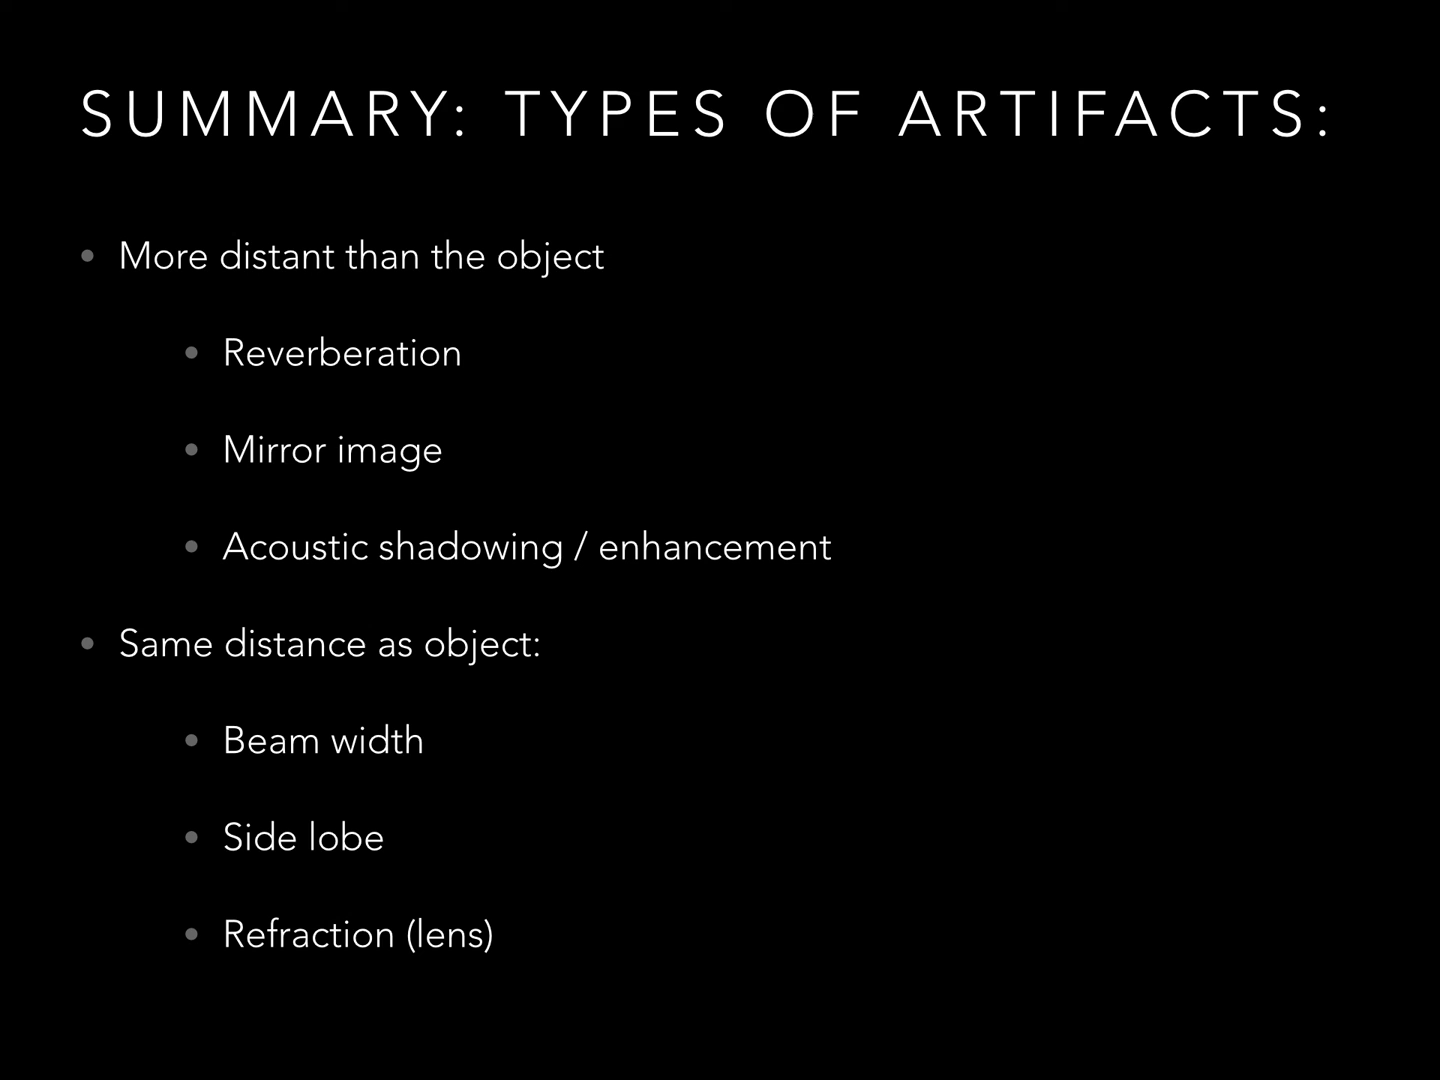 SUMMARY: TYPES OF ARTIFACTS:
• More distant than the object
• Reverberation
• Mirror image
• Acoustic shadowing / enhancement
• Same distance as object:
• Beam width
• Side lobe
• Refraction (lens)